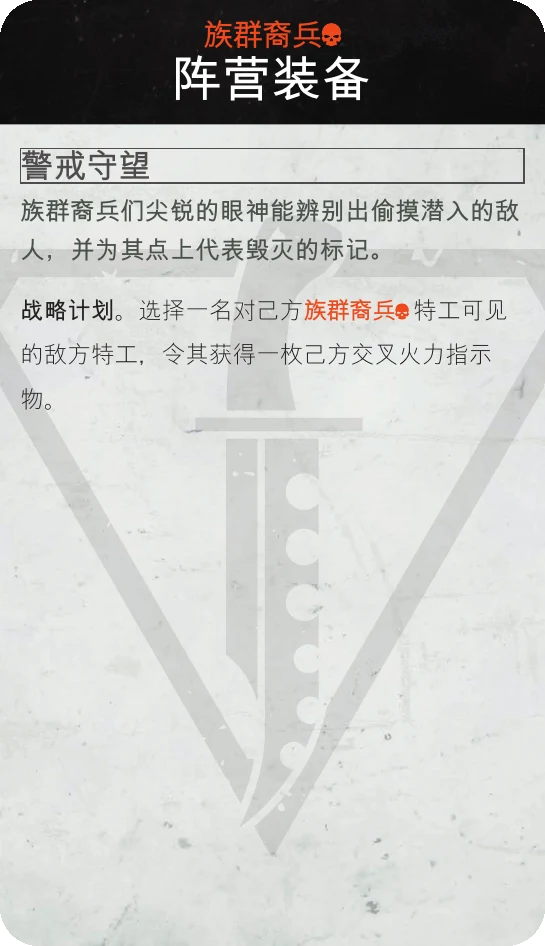 族群裔兵
阵营装备
警戒守望
族群裔兵们尖锐的眼神能辨别出偷摸潜入的敌
人，并为其点上代表毁灭的标记。
战略计划。选择一名对己方族群裔兵特工可见
的敌方特工，令其获得一枚己方交叉火力指示
物。